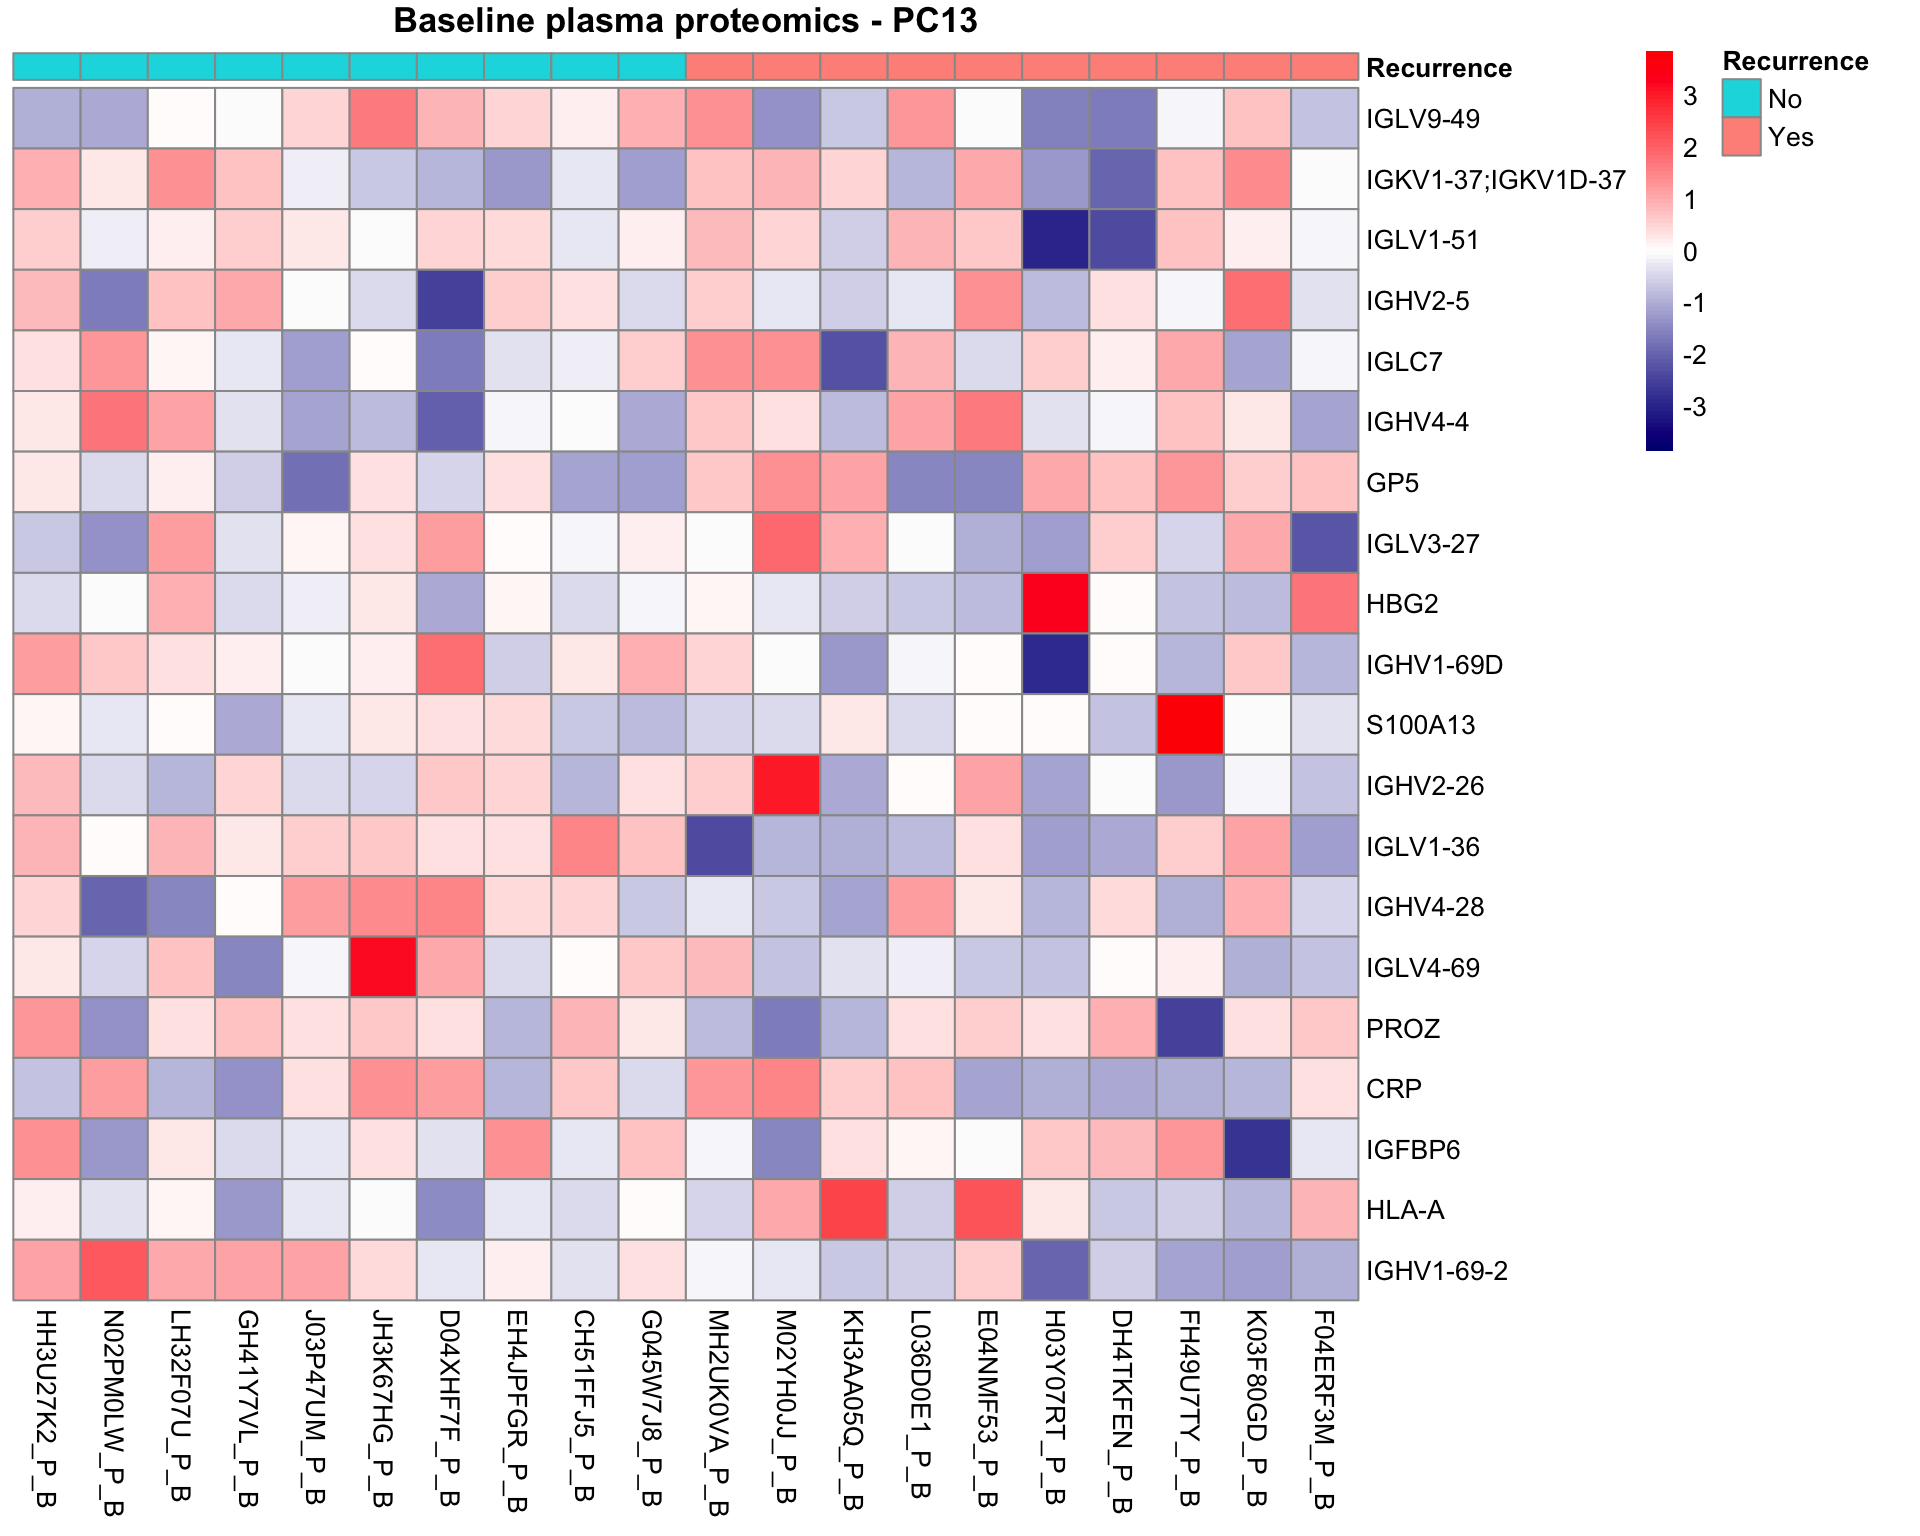 Baseline plasma proteomics - PC13
Recurrence
IGLV9-49
IGKV1-37;IGKV1D-37
IGLV1-51
IGHV2-5
IGLC7
IGHV4-4
GP5
IGLV3-27
HBG2
IGHV1-69D
S100A13
IGHV2-26
IGLV1-36
IGHV4-28
IGLV4-69
PROZ
CRP
IGFBP6
HLA-A
IGHV1-69-2
HH3U27K2_P_B
N02PM0LW_P_B
LH32F07U_P_B
GH41Y7VL_P_B
J03P47UM_P_B
JH3K67HG_P_B
D04XHF7F_P_B
EH4JPFGR_P_B
CH51FFJ5_P_B
G045W7J8_P_B
MH2UK0VA_P_B
M02YH0JJ_P_B
KH3AA05Q_P_B
L036D0E1_P_B
E04NMF53_P_B
H03Y07RT_P_B
DH4TKFEN_P_B
FH49U7TY_P_B
K03F80GD_P_B
F04ERF3M_P_B
3
2
1
0
-1
-2
-3
Recurrence
No
Yes